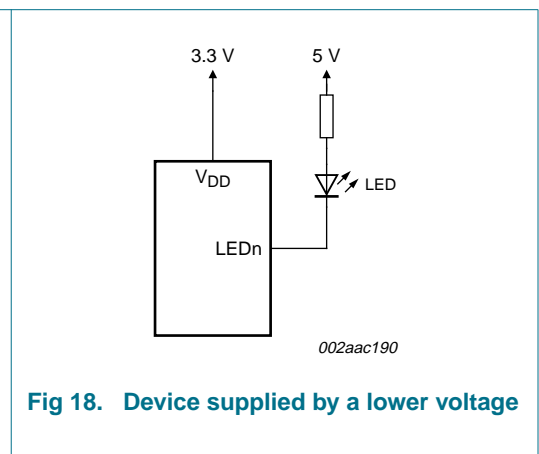 3.3 V
5 V
VDD
LED
LEDn
002aac190
Fig 18. Device supplied by a lower voltage